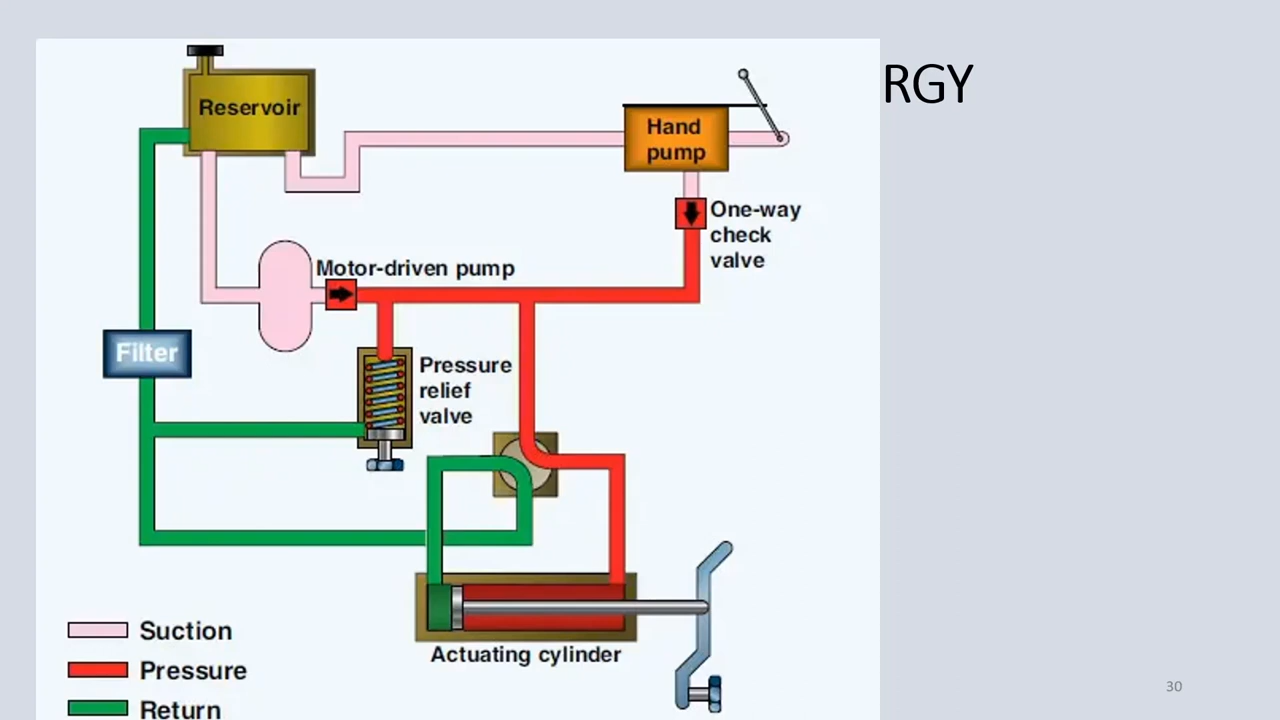 RGY
Reservoir
Hand
pump
One-way
check
valve
Motor-driven pump
Filter
Pressure
relief
valve
Actuating cylinder
Suction
Pressure
Return
30